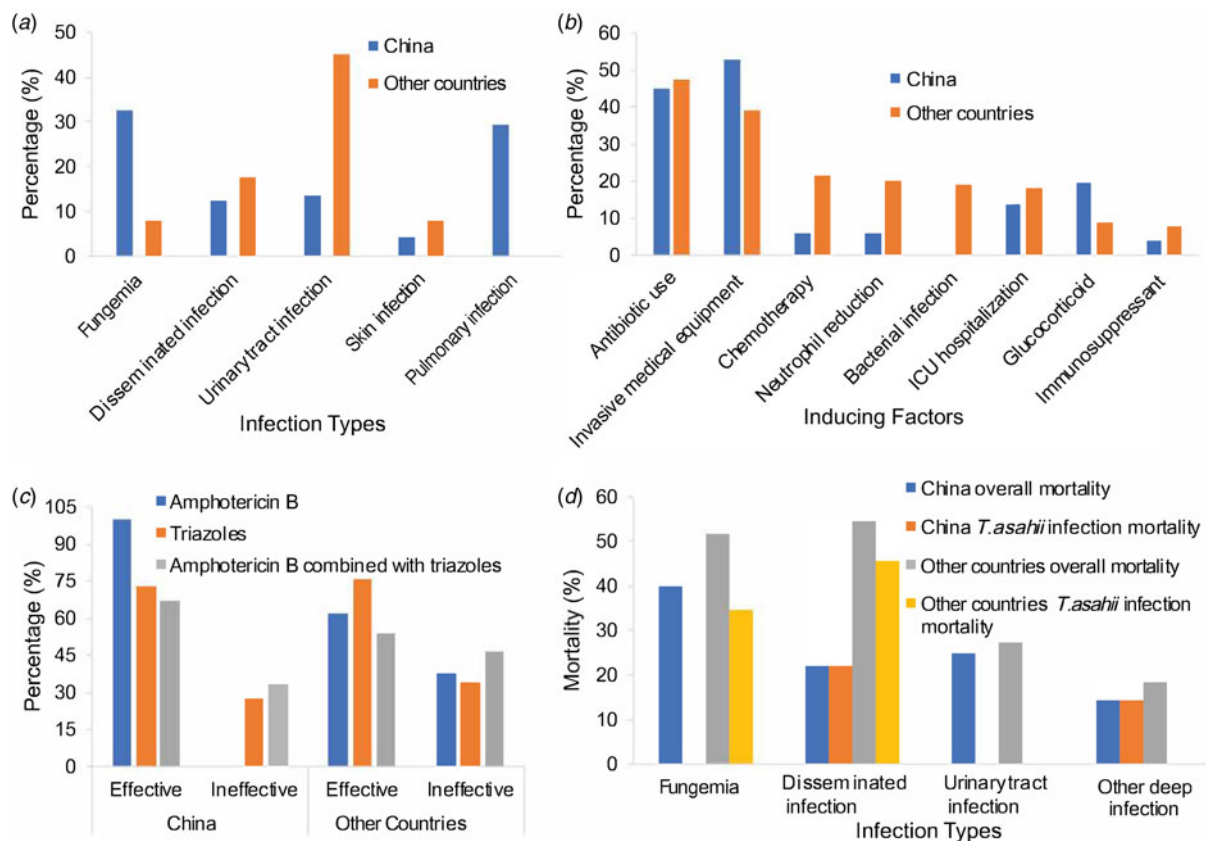 (a)
50
40
30
20
10
0
Percentage (%)
China
Other countries
Fungemia
Disseminated infection
Urinary tract infection
Skin infection
Pulmonary infection
Infection Types
(b)
60
50
40
30
20
10
0
Percentage (%)
China
Other countries
Antibiotic use
Invasive medical equipment
Chemotherapy
Neutrophil reduction
Bacterial infection
ICU hospitalization
Glucocorticoid
Immunosuppressant
Inducing Factors
(c)
105
90
75
60
45
30
15
0
Percentage (%)
Amphotericin B
Triazoles
Amphotericin B combined with triazoles
Effective
Ineffective
Effective
Ineffective
China
Other Countries
(d)
60
50
40
30
20
10
0
Mortality (%)
China overall mortality
China T.asahii infection mortality
Other countries overall mortality
Other countries T.asahii infection
mortality
Fungemia
Disseminated
infection
Urinary tract
infection
Other deep
infection
Infection Types